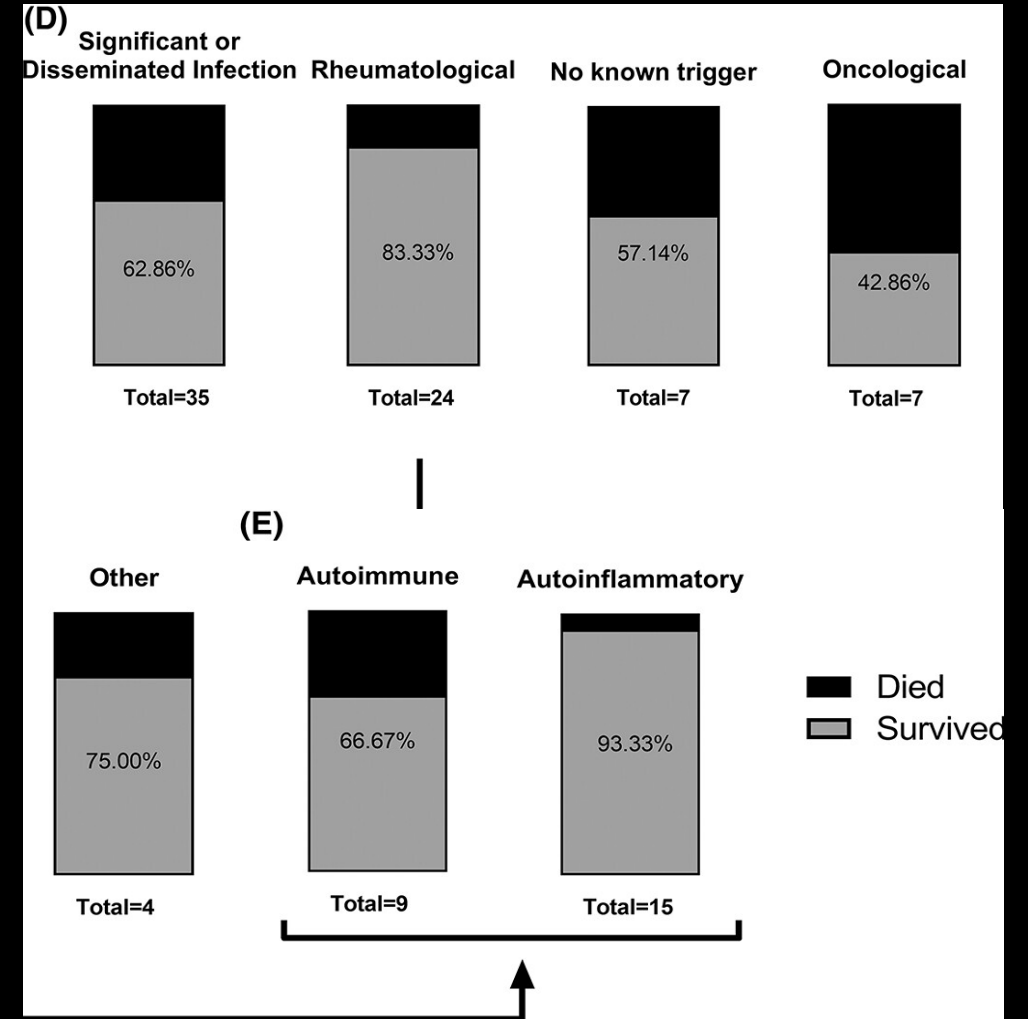 (D)
Significant or
Disseminated Infection
Rheumatological
No known trigger
Oncological
62.86%
83.33%
57.14%
42.86%
Total=35
Total=24
Total=7
Total=7
(E)
Other
Autoimmune
Autoinflammatory
75.00%
66.67%
93.33%
Total=4
Total=9
Total=15
Died
Survived